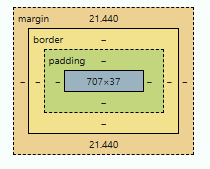 margin 21.440
border –
padding –
– – – 707×37 – – –
–
–
21.440